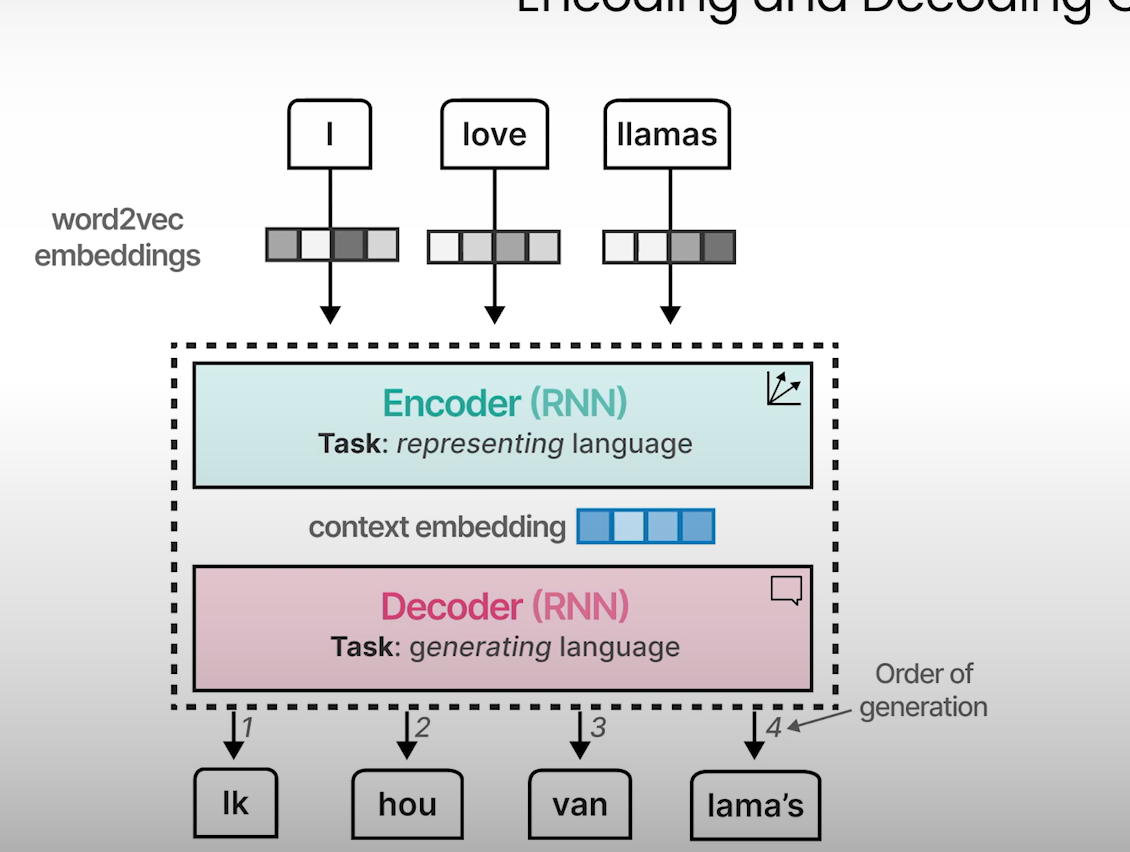 Encoding and Decoding C
I
love
llamas
word2vec
embeddings
Encoder (RNN)
Task: representing language
context embedding
Decoder (RNN)
Task: generating language
Order of
generation
1
2
3
4
Ik
hou
van
lama's